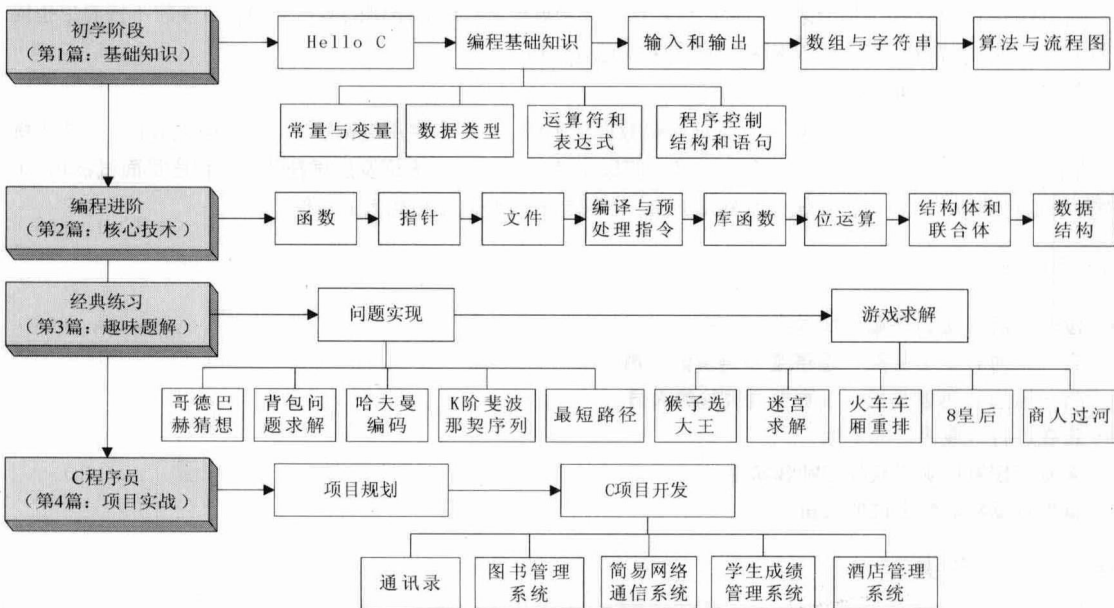 初学阶段
（第1篇：基础知识）
Hello C
编程基础知识
输入和输出
数组与字符串
算法与流程图
常量与变量
数据类型
运算符和
表达式
程序控制
结构和语句
编程进阶
（第2篇：核心技术）
函数
指针
文件
编译与预
处理指令
库函数
位运算
结构体和
联合体
数据
结构
经典练习
（第3篇：趣味题解）
问题实现
游戏求解
哥德巴
赫猜想
背包问
题求解
哈夫曼
编码
K阶斐波
那契序列
最短路径
猴子选
大王
迷宫
求解
火车车
厢重排
8皇后
商人过河
C程序员
（第4篇：项目实战）
项目规划
C项目开发
通讯录
图书管理
系统
简易网络
通信系统
学生成绩
管理系统
酒店管理
系统